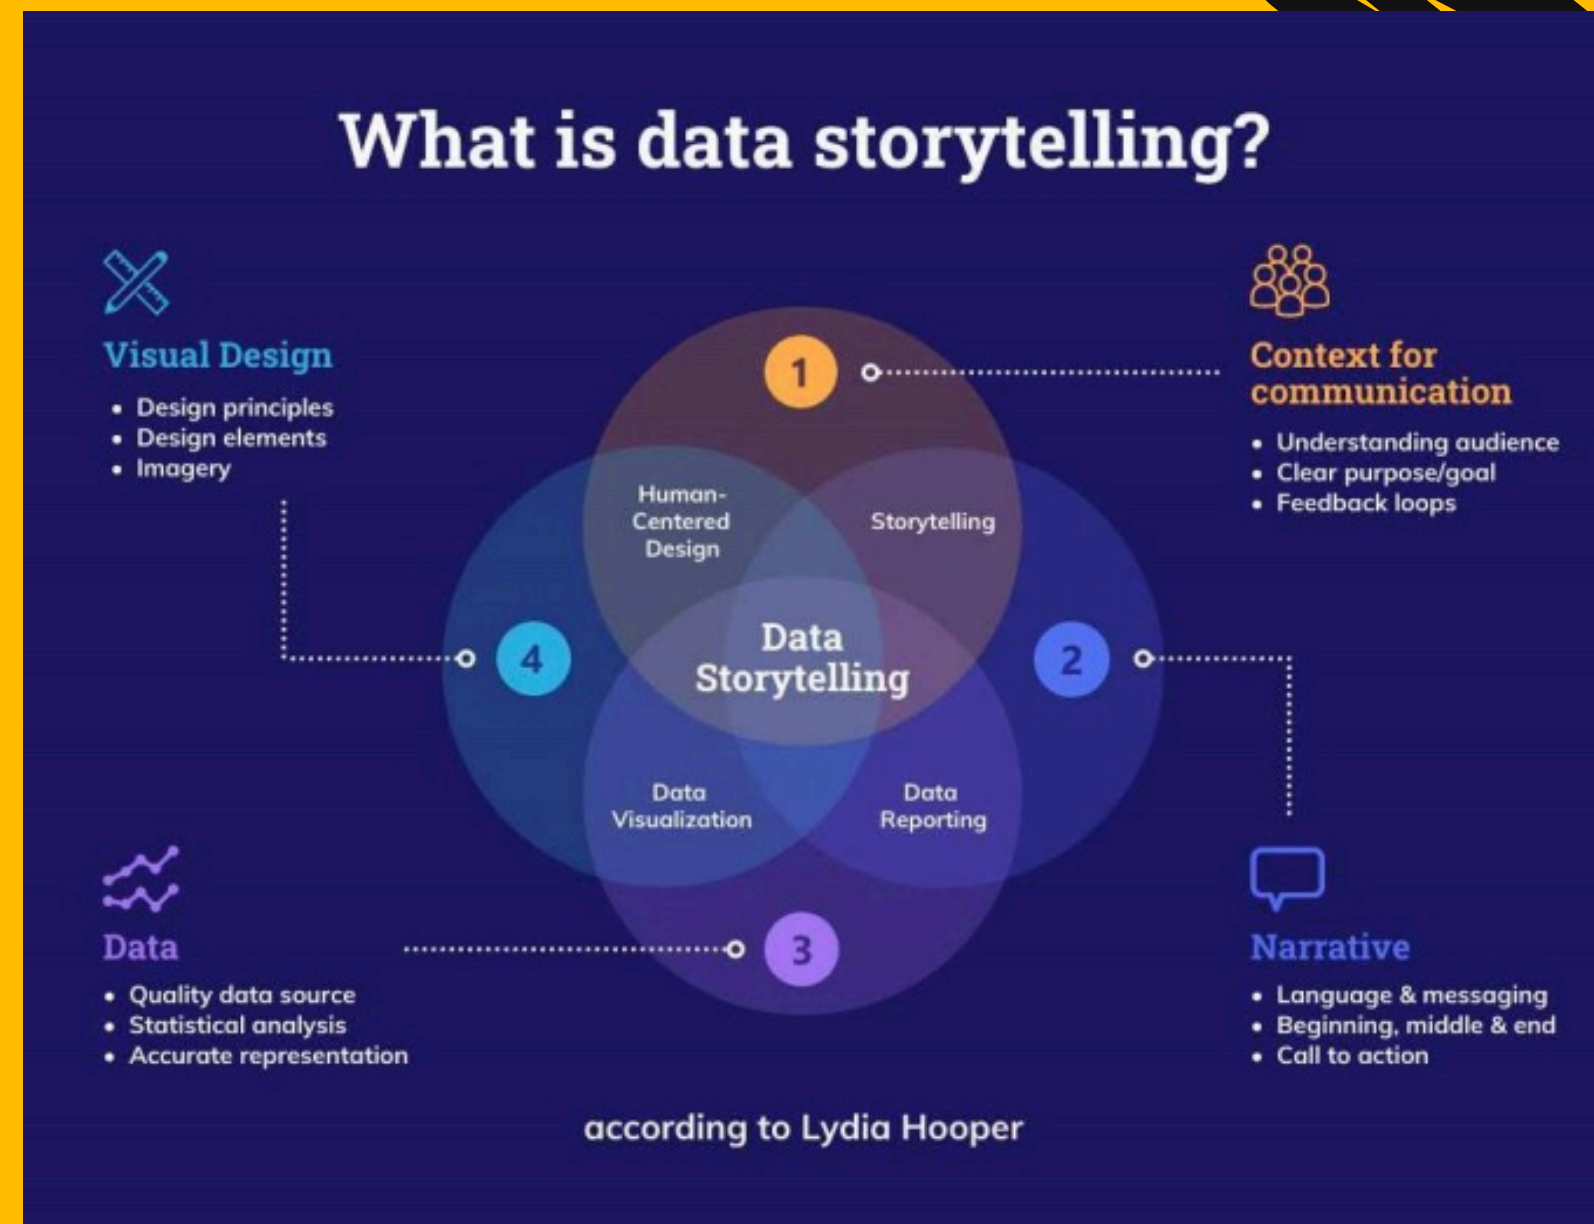 What is data storytelling?
Visual Design
• Design principles
• Design elements
• Imagery
Context for
communication
• Understanding audience
• Clear purpose/goal
• Feedback loops
1
Human-
Centered
Design
Storytelling
4
Data
Storytelling
2
Data
Visualization
Data
Reporting
3
Data
• Quality data source
• Statistical analysis
• Accurate representation
Narrative
• Language & messaging
• Beginning, middle & end
• Call to action
according to Lydia Hooper